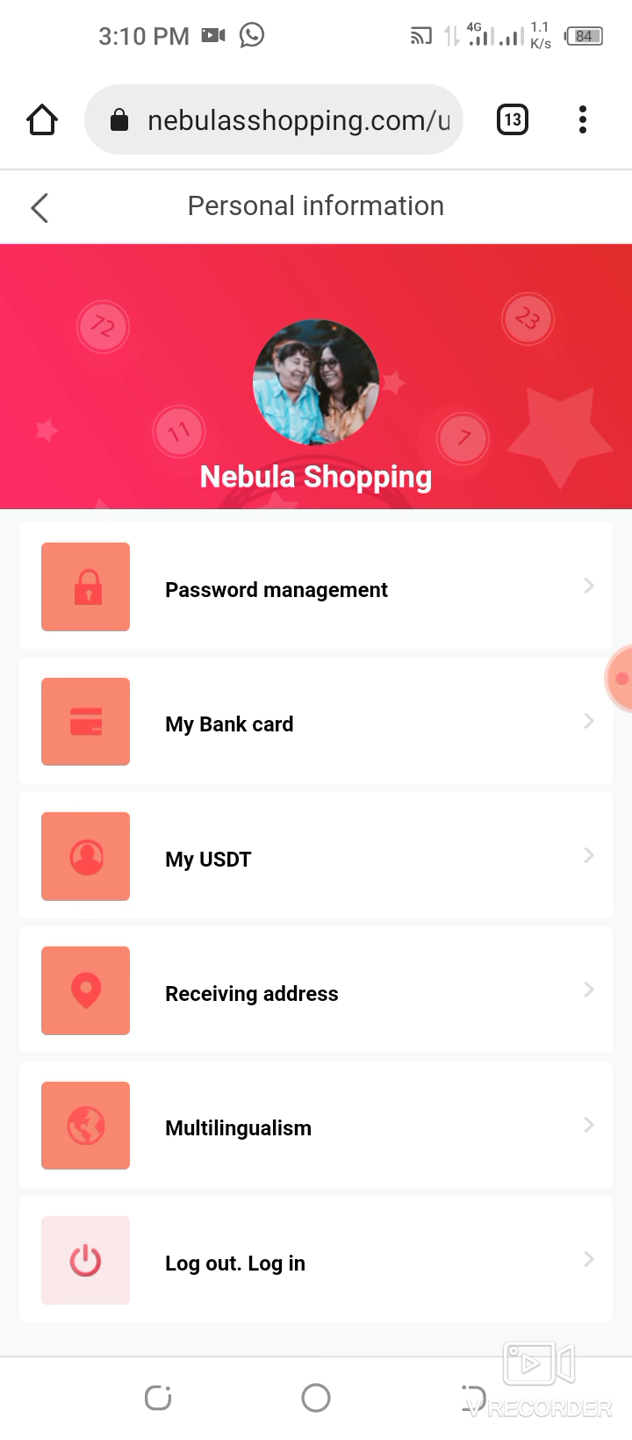 3:10 PM 4G 1.1 K/s 84
nebulasshopping.com/u 13
Personal information
72 23
11 7
Nebula Shopping
Password management
My Bank card
My USDT
Receiving address
Multilingualism
Log out. Log in
V RECORDER